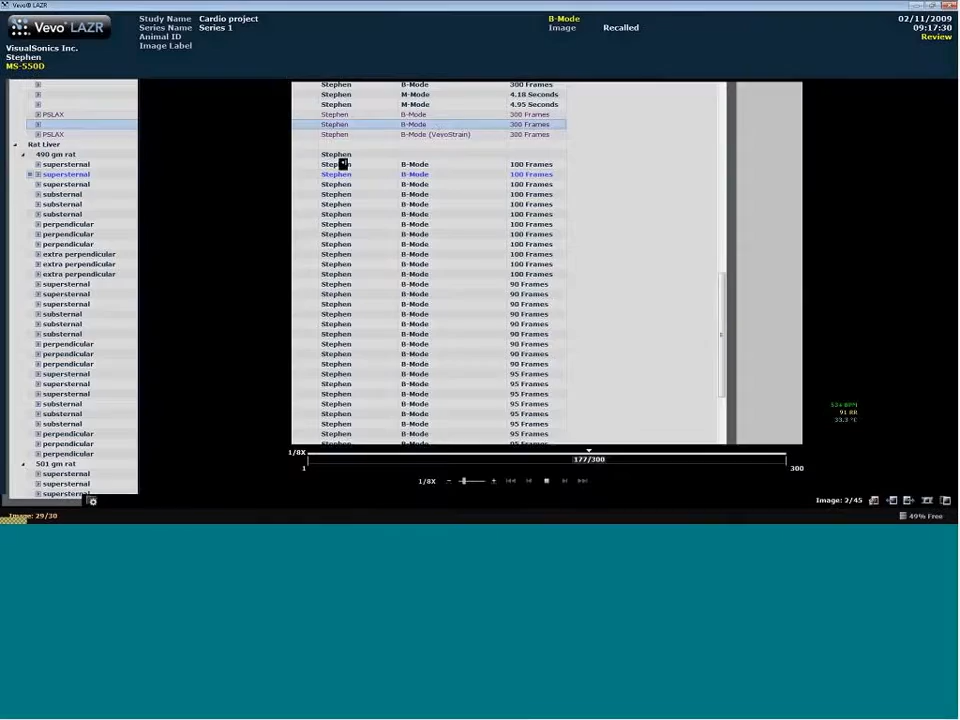 Vevo® LAZR
Vevo LAZR
Study Name Cardio project
Series Name Series 1
Animal ID
Image Label
B-Mode
Image Recalled
02/11/2009
09:17:30
Review
VisualSonics Inc.
Stephen
MS-550D
Stephen B-Mode 300 Frames
Stephen M-Mode 4.18 Seconds
Stephen M-Mode 4.95 Seconds
PSLAX Stephen B-Mode 300 Frames
Stephen B-Mode 300 Frames
PSLAX Stephen B-Mode (VevoStrain) 300 Frames
Rat Liver
490 gm rat Stephen
supersternal Stephen B-Mode 100 Frames
supersternal Stephen B-Mode 100 Frames
supersternal Stephen B-Mode 100 Frames
substernal Stephen B-Mode 100 Frames
substernal Stephen B-Mode 100 Frames
substernal Stephen B-Mode 100 Frames
perpendicular Stephen B-Mode 100 Frames
perpendicular Stephen B-Mode 100 Frames
perpendicular Stephen B-Mode 100 Frames
extra perpendicular Stephen B-Mode 100 Frames
extra perpendicular Stephen B-Mode 100 Frames
extra perpendicular Stephen B-Mode 100 Frames
supersternal Stephen B-Mode 90 Frames
supersternal Stephen B-Mode 90 Frames
supersternal Stephen B-Mode 90 Frames
substernal Stephen B-Mode 90 Frames
substernal Stephen B-Mode 90 Frames
substernal Stephen B-Mode 90 Frames
perpendicular Stephen B-Mode 90 Frames
perpendicular Stephen B-Mode 90 Frames
perpendicular Stephen B-Mode 90 Frames
supersternal Stephen B-Mode 95 Frames
supersternal Stephen B-Mode 95 Frames
supersternal Stephen B-Mode 95 Frames
substernal Stephen B-Mode 95 Frames
substernal Stephen B-Mode 95 Frames
substernal Stephen B-Mode 95 Frames
perpendicular Stephen B-Mode 95 Frames
perpendicular Stephen B-Mode 95 Frames
perpendicular
501 gm rat
supersternal
supersternal
supersternal
91 RR
33.3 °C
1/8X
177/300
1 300
1/8X - +
Image: 2/45
Image: 29/30
49% Free